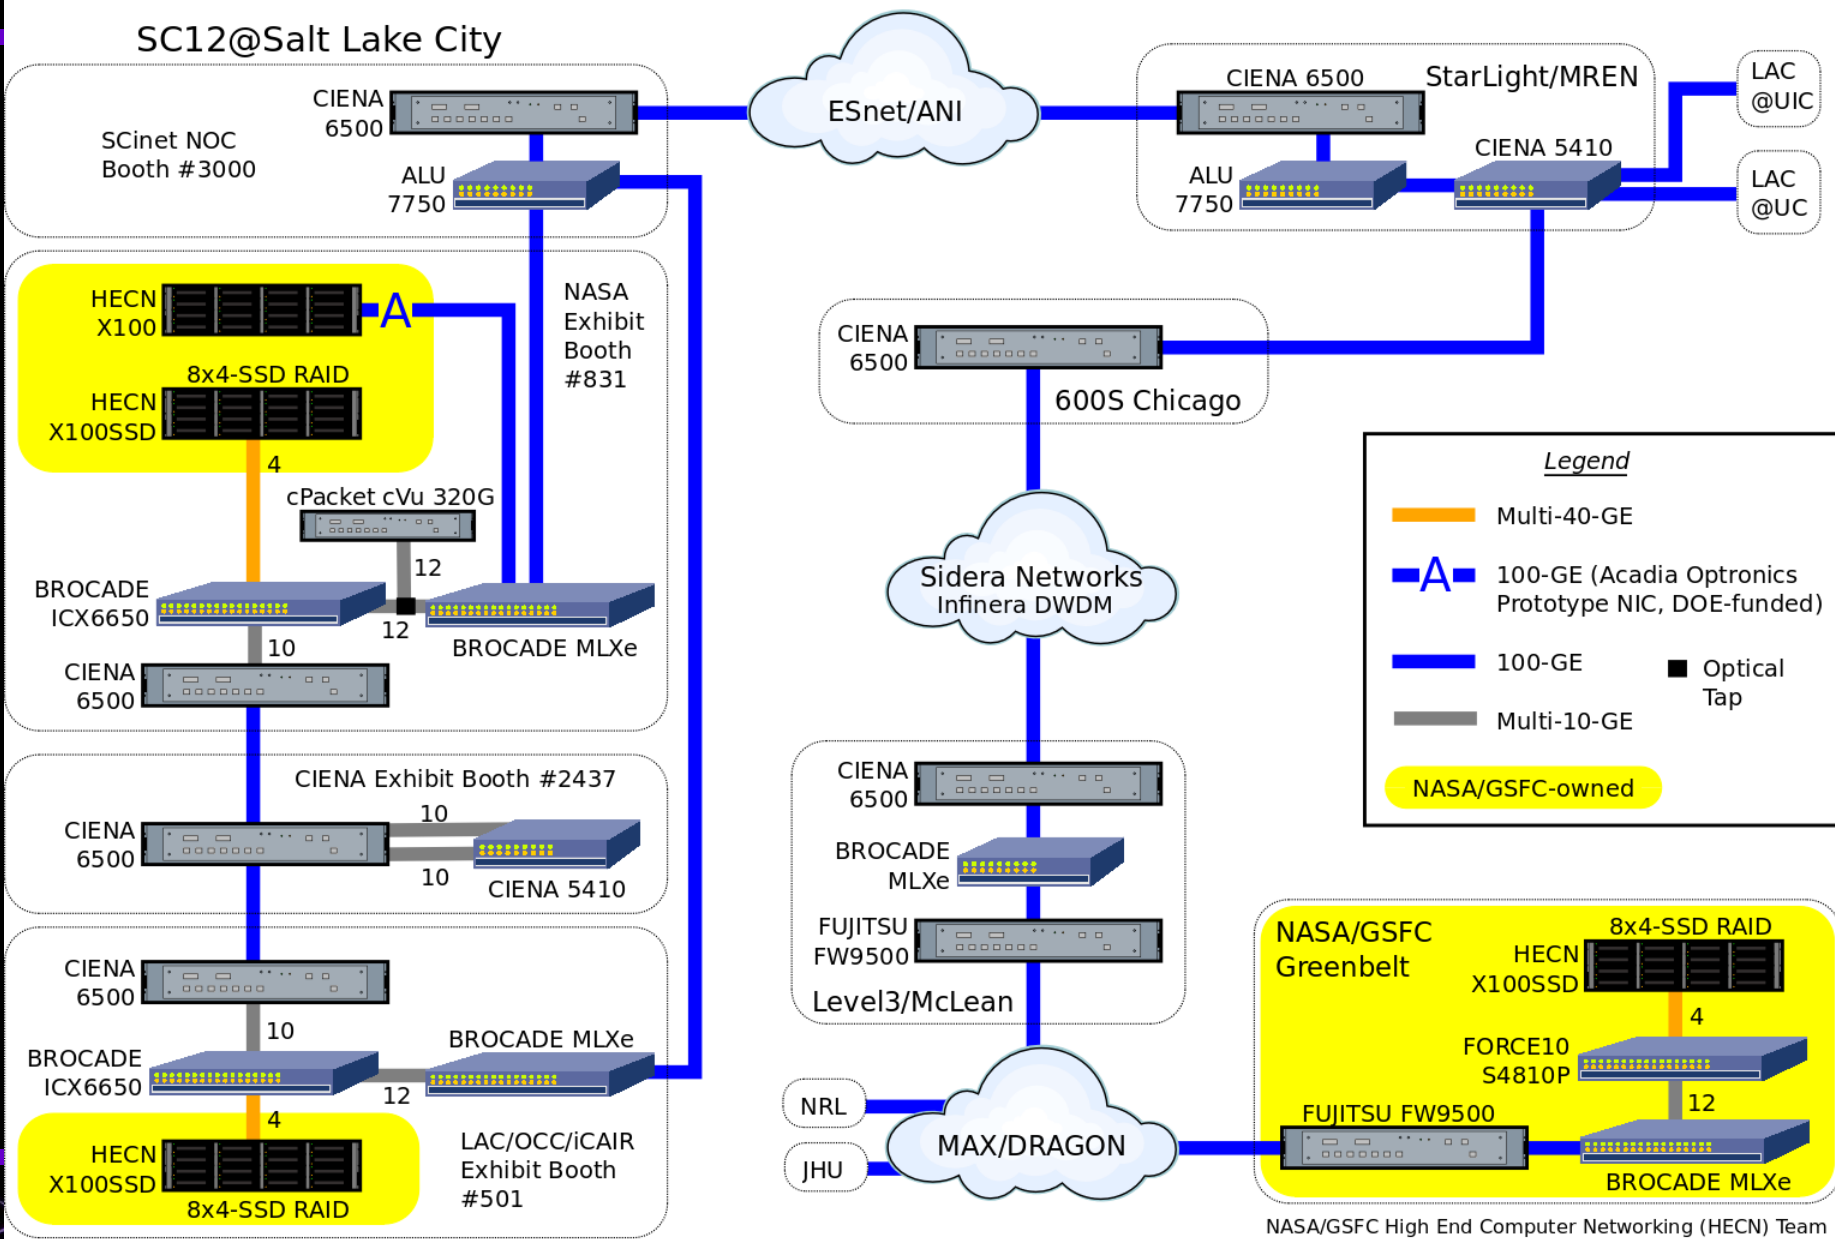 SC12@Salt Lake City
SCinet NOC
Booth #3000
CIENA
6500
ALU
7750
ESnet/ANI
CIENA 6500
StarLight/MREN
CIENA 5410
ALU
7750
LAC
@UIC
LAC
@UC
HECN
X100
A
8x4-SSD RAID
HECN
X100SSD
4
NASA
Exhibit
Booth
#831
cPacket cVu 320G
12
BROCADE
ICX6650
12
BROCADE MLXe
10
CIENA
6500
CIENA Exhibit Booth #2437
CIENA
6500
10
10
CIENA 5410
CIENA
6500
10
BROCADE
ICX6650
12
BROCADE MLXe
4
HECN
X100SSD
8x4-SSD RAID
LAC/OCC/iCAIR
Exhibit Booth
#501
CIENA
6500
600S Chicago
Sidera Networks
Infinera DWDM
CIENA
6500
BROCADE
MLXe
FUJITSU
FW9500
Level3/McLean
NRL
JHU
MAX/DRAGON
Legend
Multi-40-GE
A
100-GE (Acadia Optronics
Prototype NIC, DOE-funded)
100-GE
Optical
Tap
Multi-10-GE
NASA/GSFC-owned
NASA/GSFC
Greenbelt
8x4-SSD RAID
HECN
X100SSD
4
FORCE10
S4810P
12
FUJITSU FW9500
BROCADE MLXe
NASA/GSFC High End Computer Networking (HECN) Team